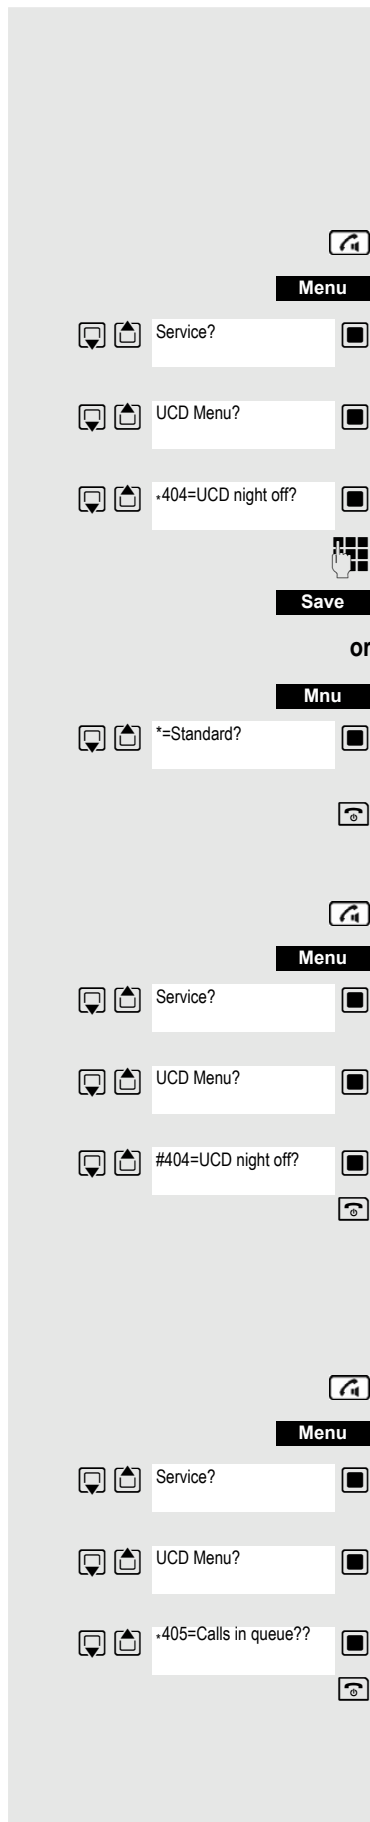 Menu
Service?
UCD Menu?
*404=UCD night off?
Save
or
Mnu
*=Standard?
Menu
Service?
UCD Menu?
#404=UCD night off?
Menu
Service?
UCD Menu?
*405=Calls in queue??